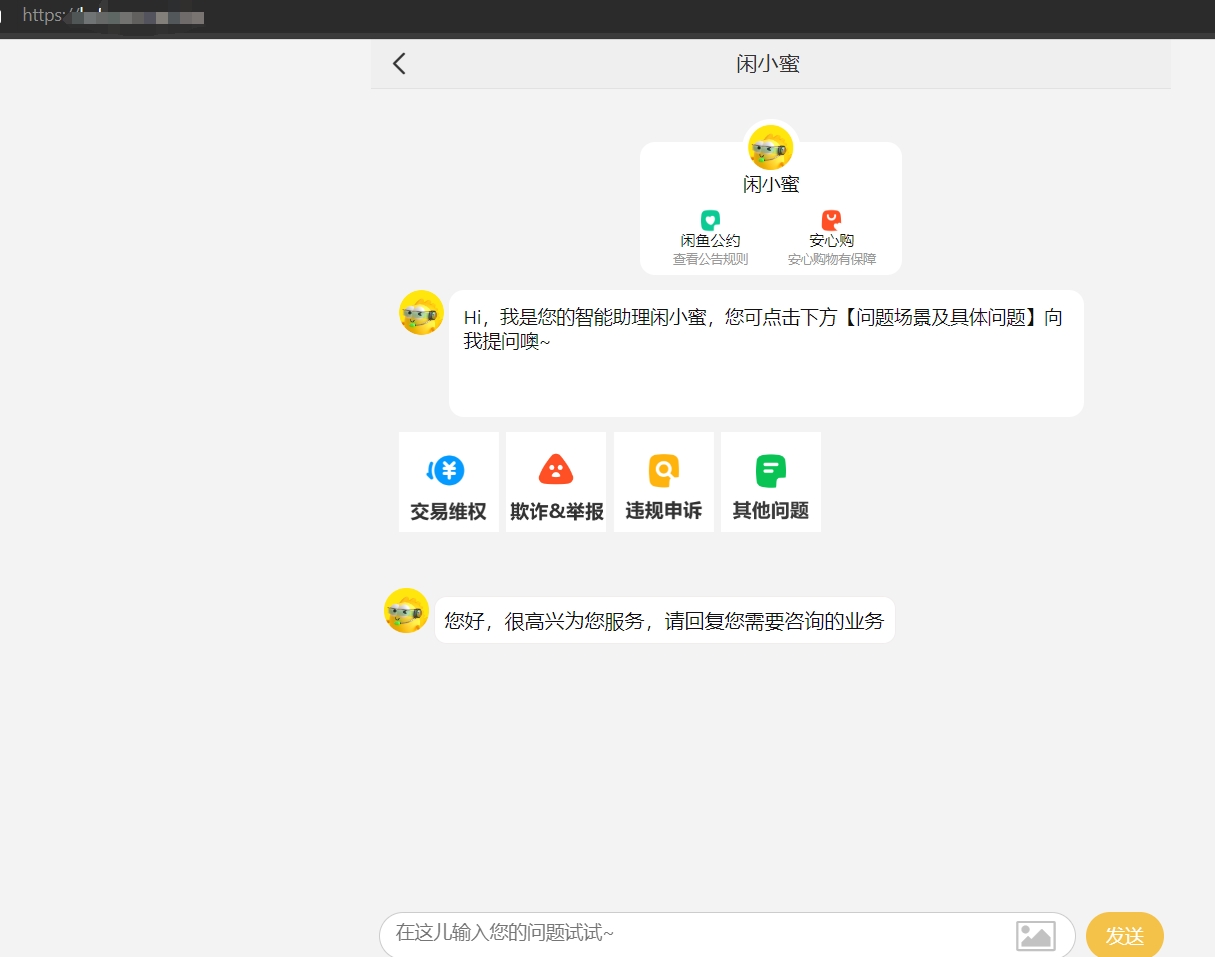 https://
闲小蜜
闲小蜜
闲鱼公约
安心购
查看公告规则
安心购物有保障
Hi，我是您的智能助理闲小蜜，您可点击下方【问题场景及具体问题】向
我提问噢~
交易维权
欺诈&举报
违规申诉
其他问题
您好，很高兴为您服务，请回复您需要咨询的业务
在这儿输入您的问题试试~
发送